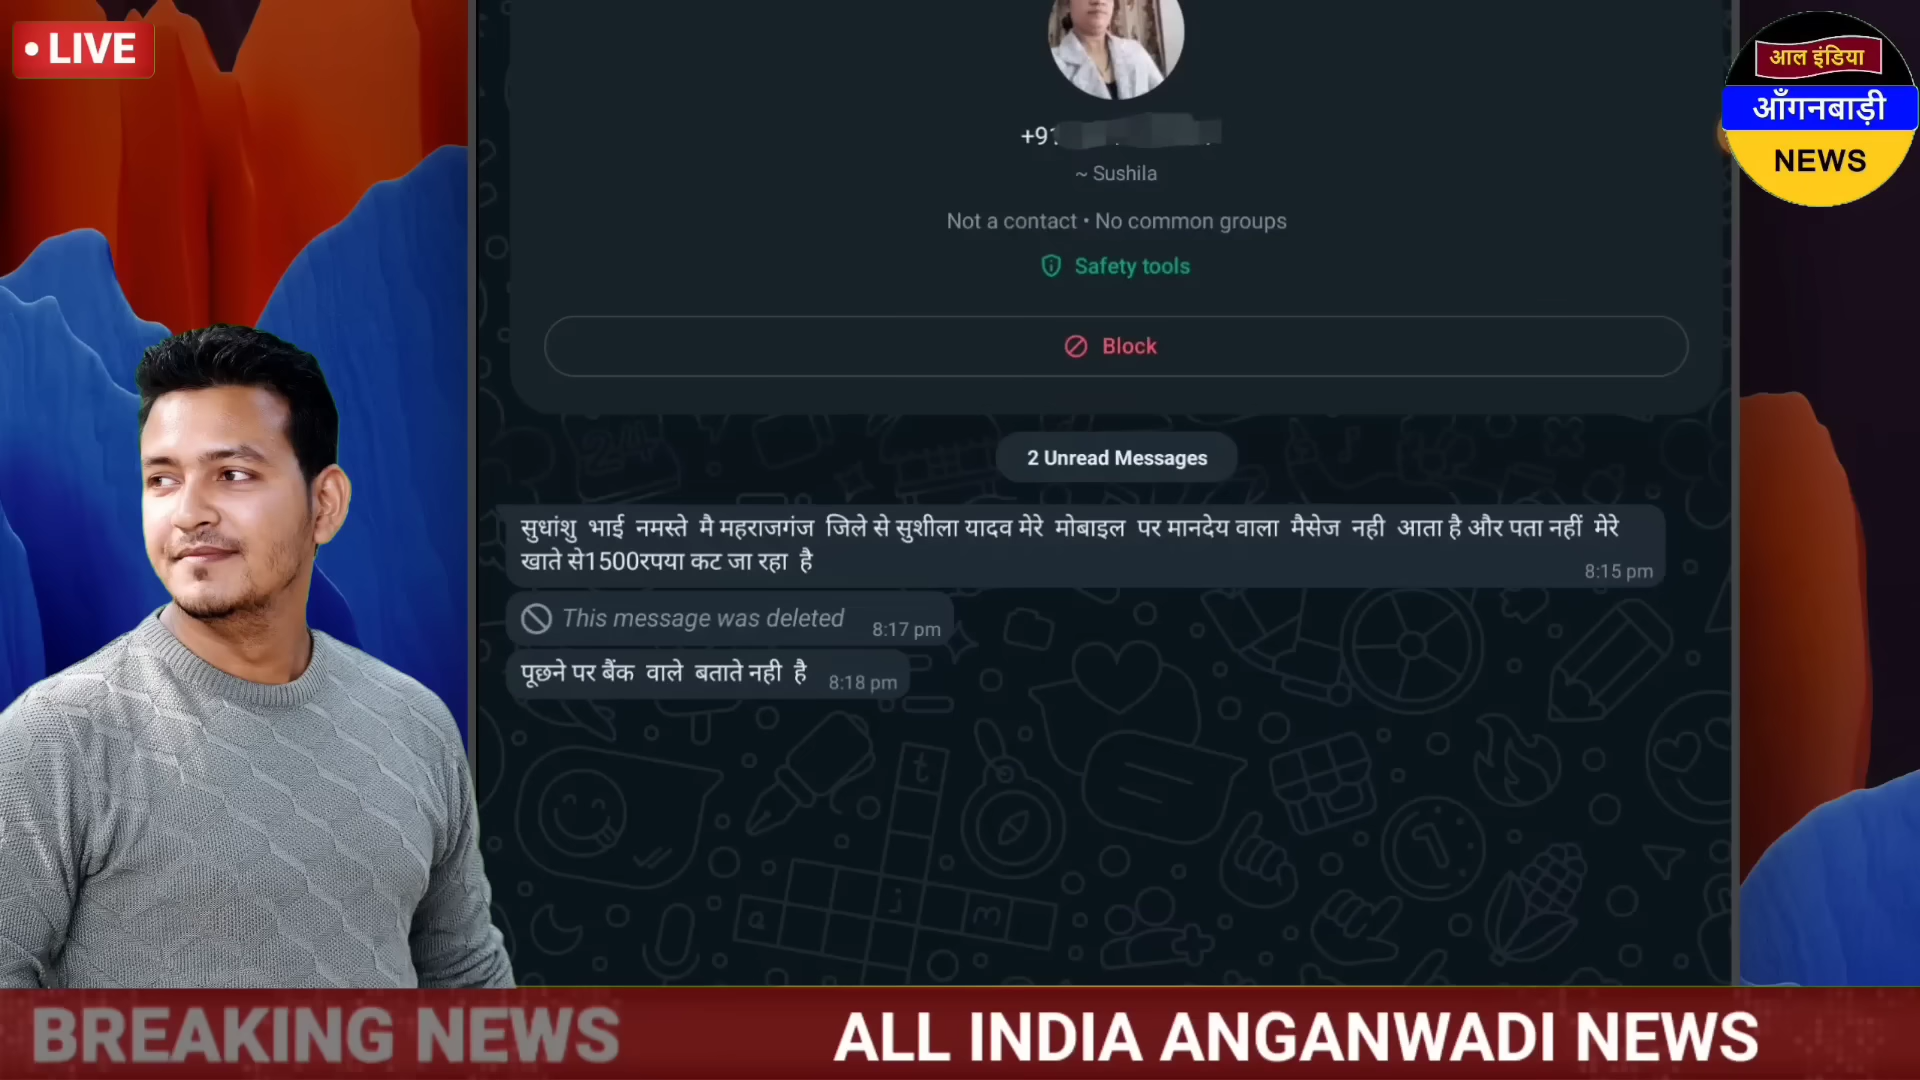 • LIVE
आल इंडिया
आँगनबाड़ी
NEWS
+91
~ Sushila
Not a contact • No common groups
Safety tools
Block
2 Unread Messages
सुधांशु भाई नमस्ते मै महराजगंज जिले से सुशीला यादव मेरे मोबाइल पर मानदेय वाला मैसेज नही आता है और पता नहीं मेरे
खाते से1500रपया कट जा रहा है
8:15 pm
This message was deleted 8:17 pm
पूछने पर बैंक वाले बताते नही है 8:18 pm
BREAKING NEWS
ALL INDIA ANGANWADI NEWS